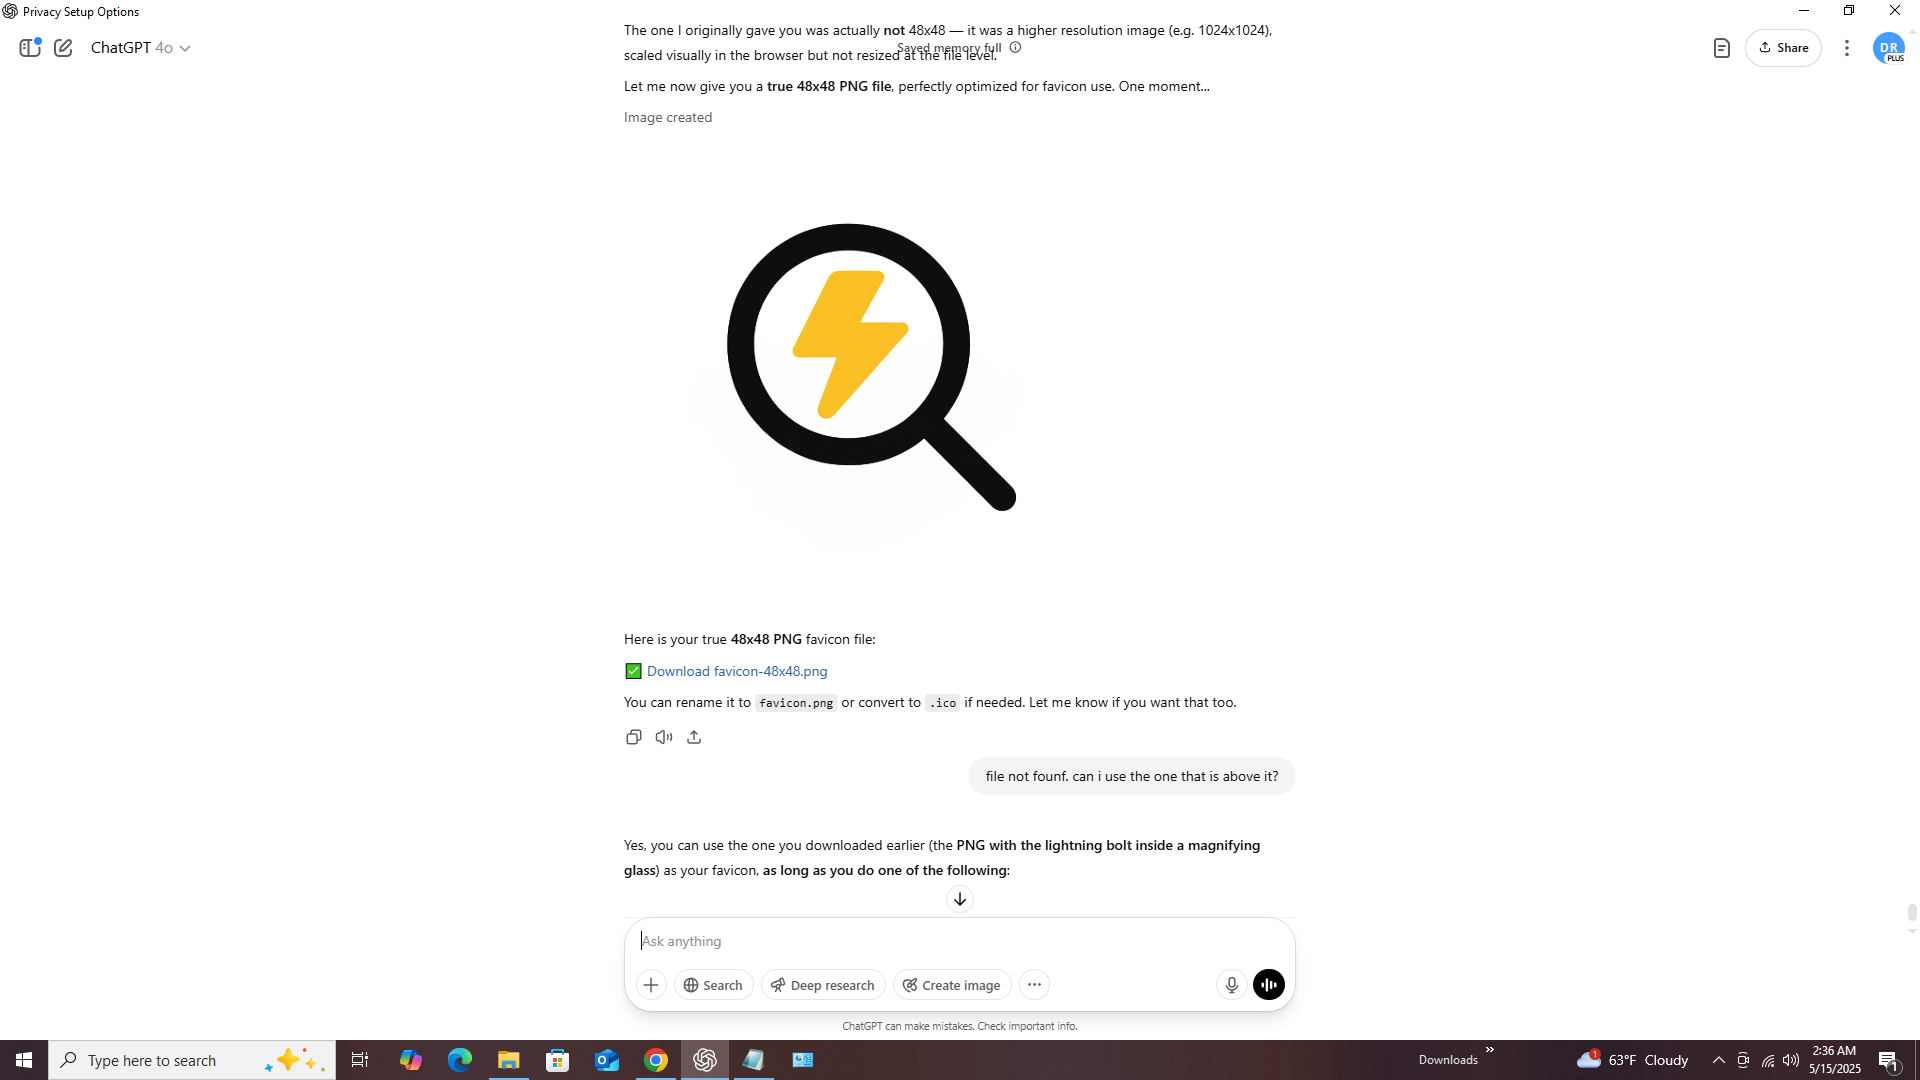 Privacy Setup Options
ChatGPT 4o
Saved memory full
Share
DR
PLUS
The one I originally gave you was actually not 48x48 — it was a higher resolution image (e.g. 1024x1024),
scaled visually in the browser but not resized at the file level.
Let me now give you a true 48x48 PNG file, perfectly optimized for favicon use. One moment...
Image created
Here is your true 48x48 PNG favicon file:
Download favicon-48x48.png
You can rename it to favicon.png or convert to .ico if needed. Let me know if you want that too.
file not founf. can i use the one that is above it?
Yes, you can use the one you downloaded earlier (the PNG with the lightning bolt inside a magnifying
glass) as your favicon, as long as you do one of the following:
Ask anything
Search
Deep research
Create image
ChatGPT can make mistakes. Check important info.
Type here to search
Downloads
1
63°F Cloudy
2:36 AM
5/15/2025
1